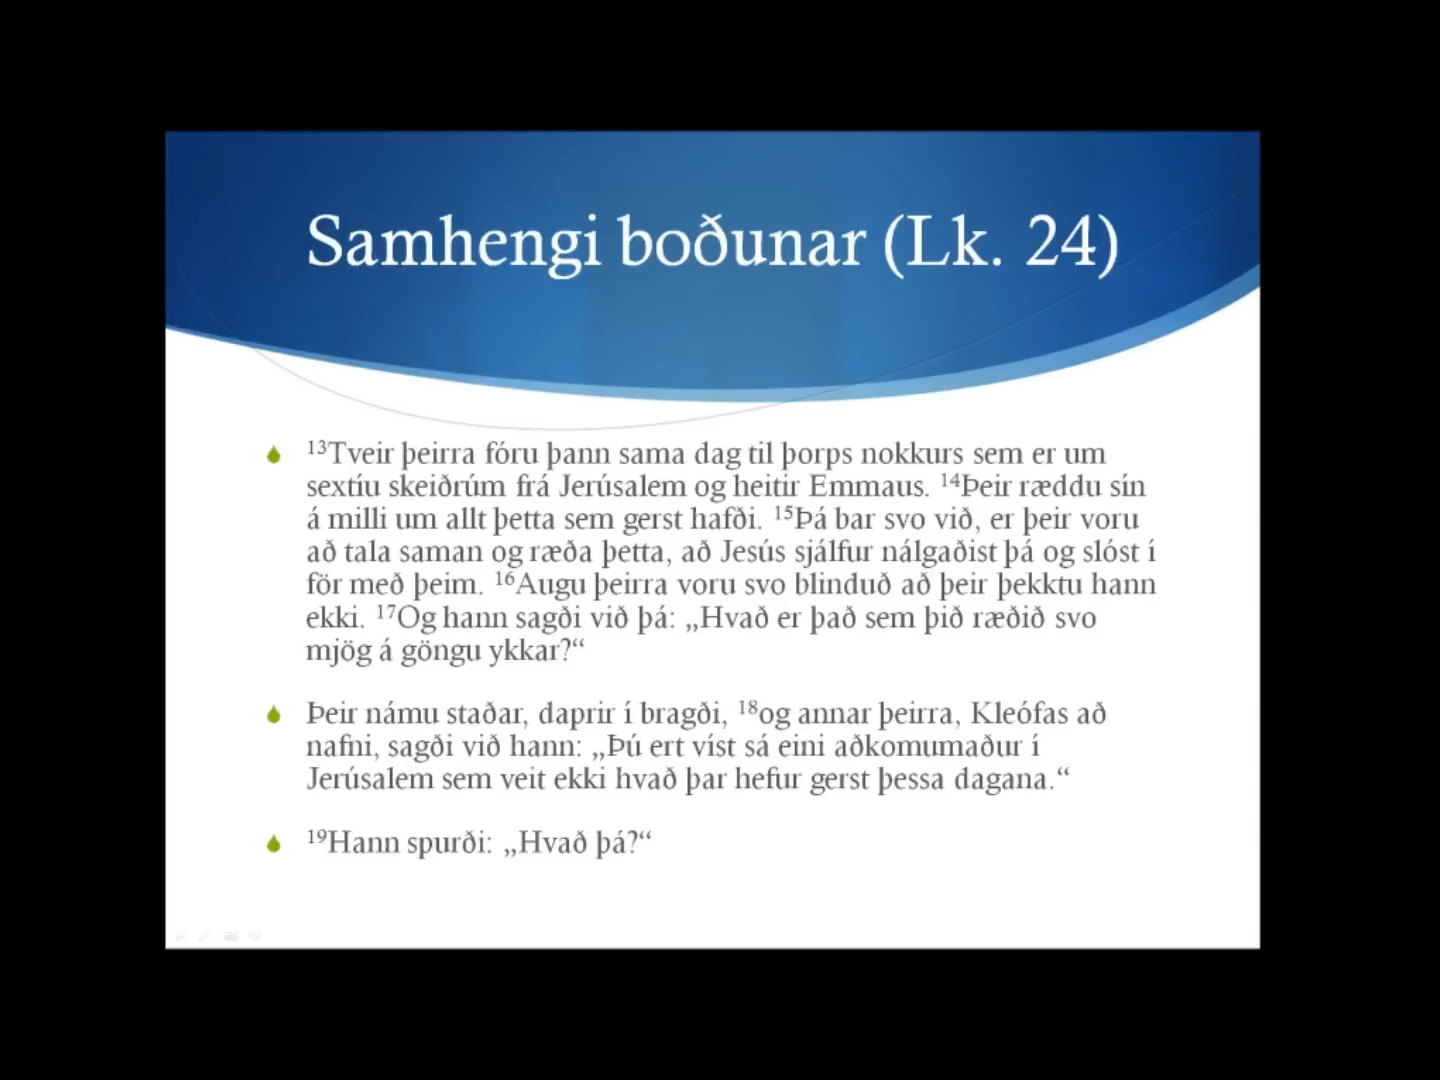 Samhengi boðunar (Lk. 24)
¹³Tveir þeirra fóru þann sama dag til þorps nokkurs sem er um
sextíu skeiðrúm frá Jerúsalem og heitir Emmaus. ¹⁴Þeir ræddu sín
á milli um allt þetta sem gerst hafði. ¹⁵Þá bar svo við, er þeir voru
að tala saman og ræða þetta, að Jesús sjálfur nálgaðist þá og slóst í
för með þeim. ¹⁶Augu þeirra voru svo blinduð að þeir þekktu hann
ekki. ¹⁷Og hann sagði við þá: „Hvað er það sem þið ræðið svo
mjög á göngu ykkar?“
Þeir námu staðar, daprir í bragði, ¹⁸og annar þeirra, Kleófas að
nafni, sagði við hann: „Þú ert víst sá eini aðkomumaður í
Jerúsalem sem veit ekki hvað þar hefur gerst þessa dagana.“
¹⁹Hann spurði: „Hvað þá?“